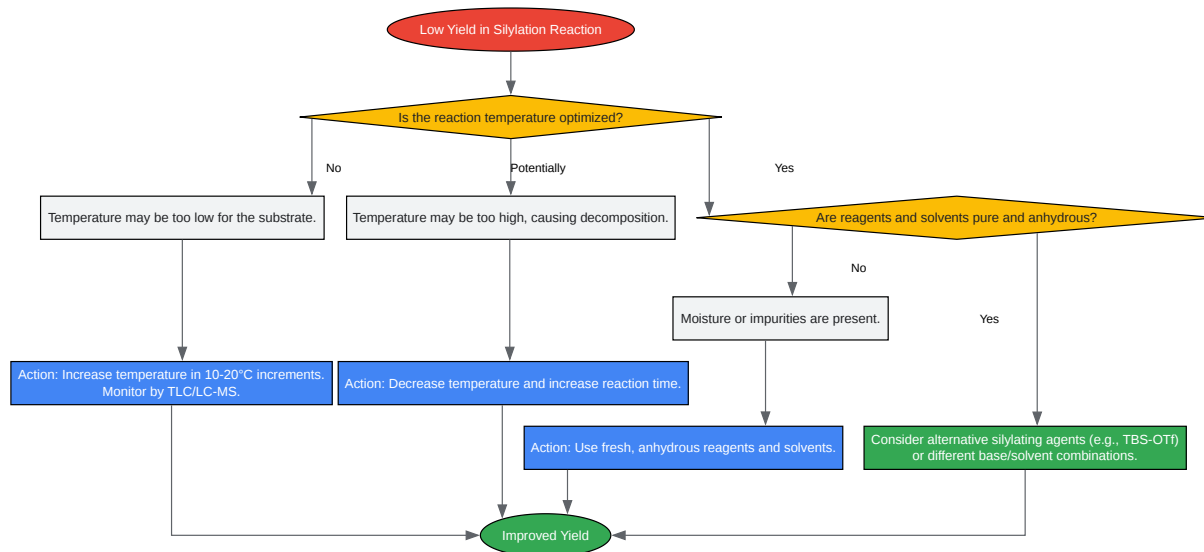 Low Yield in Silylation Reaction
Is the reaction temperature optimized?
No
Potentially
Yes
Temperature may be too low for the substrate.
Temperature may be too high, causing decomposition.
Are reagents and solvents pure and anhydrous?
No
Moisture or impurities are present.
Yes
Action: Increase temperature in 10-20°C increments.
Monitor by TLC/LC-MS.
Action: Decrease temperature and increase reaction time.
Action: Use fresh, anhydrous reagents and solvents.
Consider alternative silylating agents (e.g., TBS-OTf)
or different base/solvent combinations.
Improved Yield